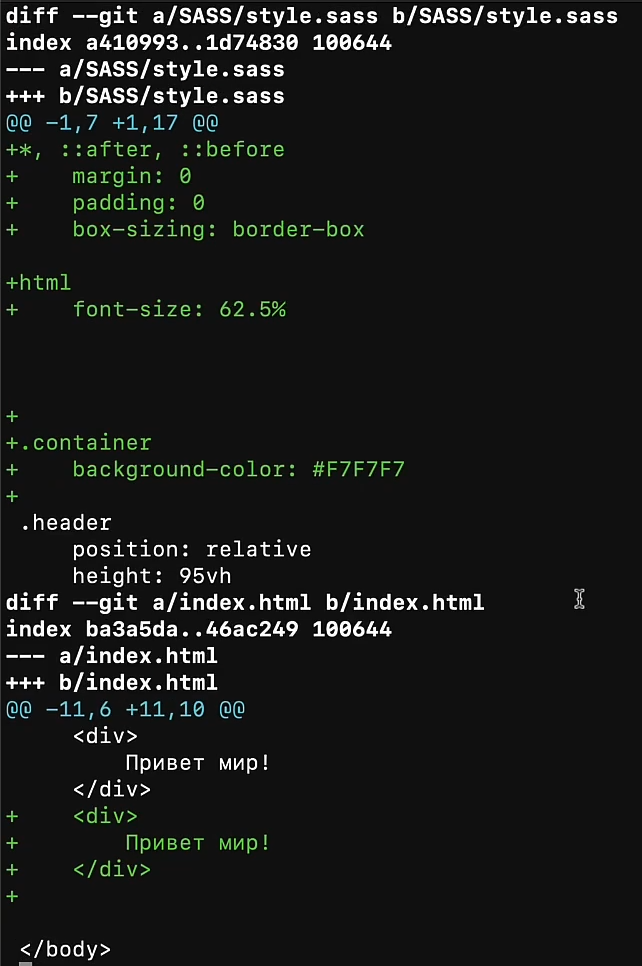 diff --git a/SASS/style.sass b/SASS/style.sass
index a410993..1d74830 100644
--- a/SASS/style.sass
+++ b/SASS/style.sass
@@ -1,7 +1,17 @@
+*, ::after, ::before
+    margin: 0
+    padding: 0
+    box-sizing: border-box
+html
+    font-size: 62.5%
+
+.container
+    background-color: #F7F7F7
+
 .header
     position: relative
     height: 95vh
diff --git a/index.html b/index.html
index ba3a5da..46ac249 100644
--- a/index.html
+++ b/index.html
@@ -11,6 +11,10 @@
     <div>
         Привет мир!
     </div>
+    <div>
+        Привет мир!
+    </div>
+
 </body>